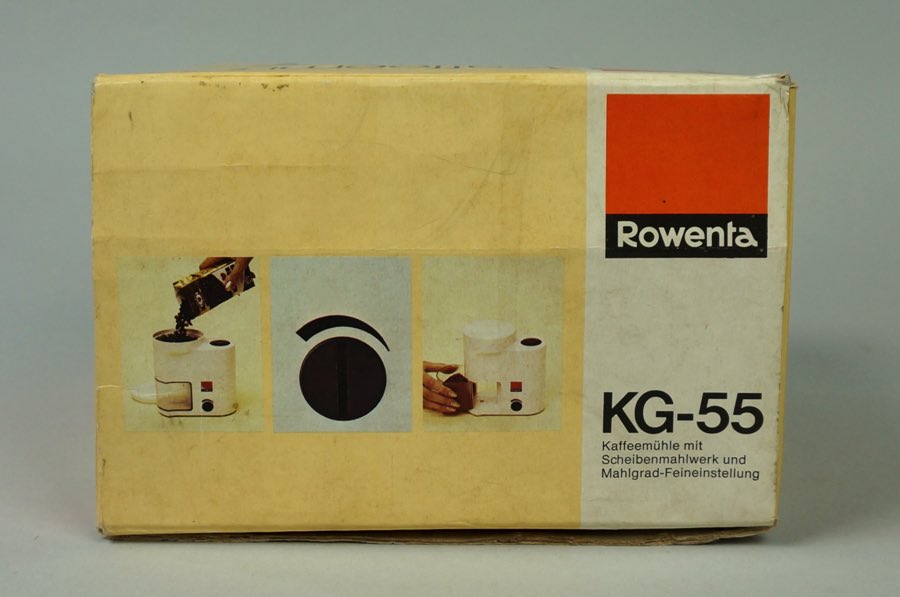 Rowenta
KG-55
Kaffeemühle mit
Scheibenmahlwerk und
Mahlgrad-Feineinstellung